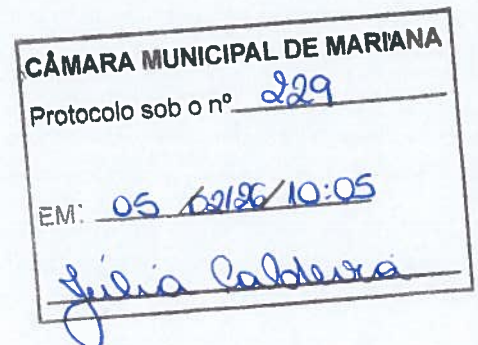 CÂMARA MUNICIPAL DE MARIANA
Protocolo sob o nº 229
EM: 05/02/26/10:05
Júlia Caldeira